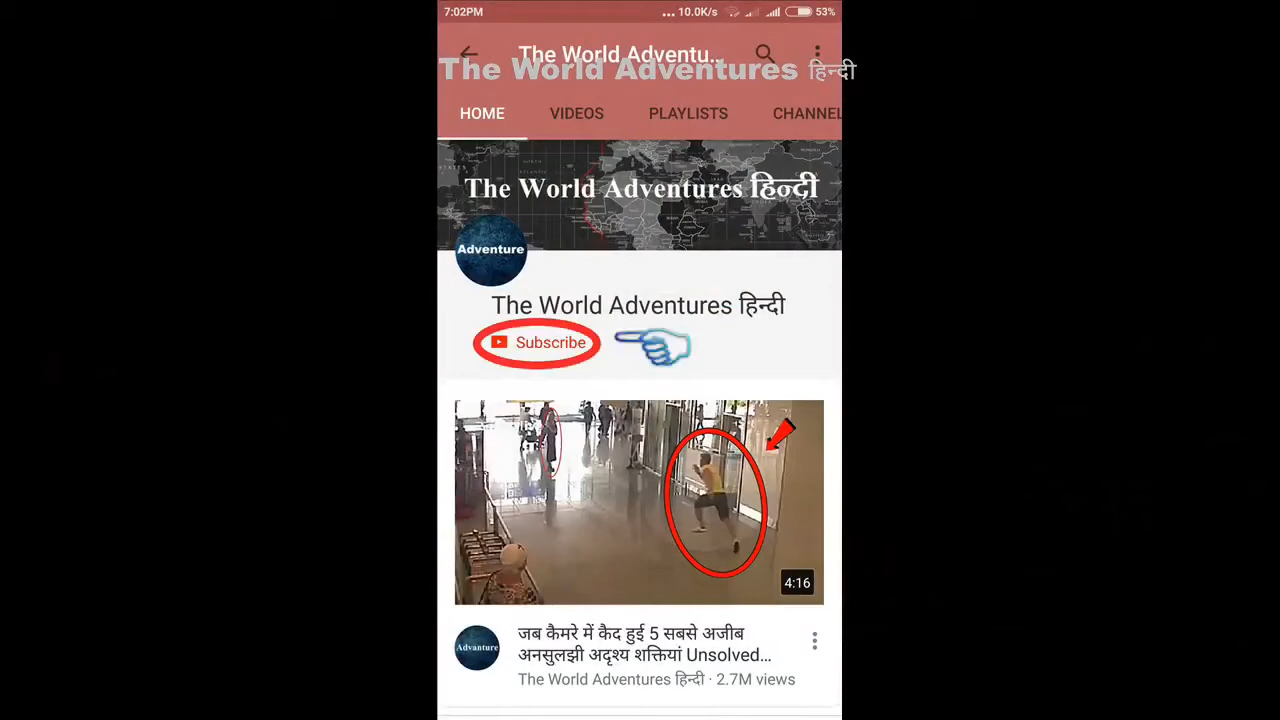 7:02PM ... 10.0K/s 53%
The World Adventu..
The World Adventures हिन्दी
HOME VIDEOS PLAYLISTS CHANNEL
The World Adventures हिन्दी
Adventure
The World Adventures हिन्दी
Subscribe
4:16
जब कैमरे में कैद हुई 5 सबसे अजीब
अनसुलझी अदृश्य शक्तियां Unsolved...
Advanture
The World Adventures हिन्दी · 2.7M views